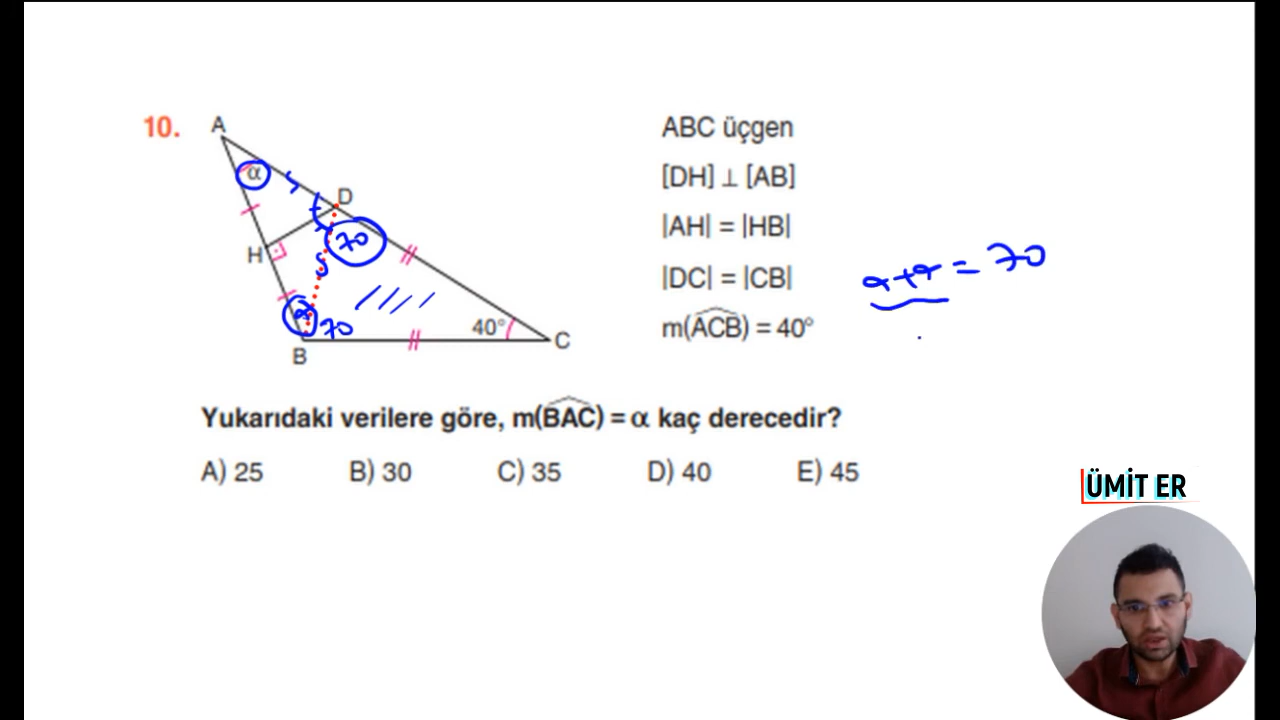 10.
A
α
D
70
H
α
70
40°
B
C
ABC üçgen
[DH] ⊥ [AB]
|AH| = |HB|
|DC| = |CB|
m(ACB) = 40°
α+α = 70
Yukarıdaki verilere göre, m(BAC) = α kaç derecedir?
A) 25 B) 30 C) 35 D) 40 E) 45
ÜMİT ER